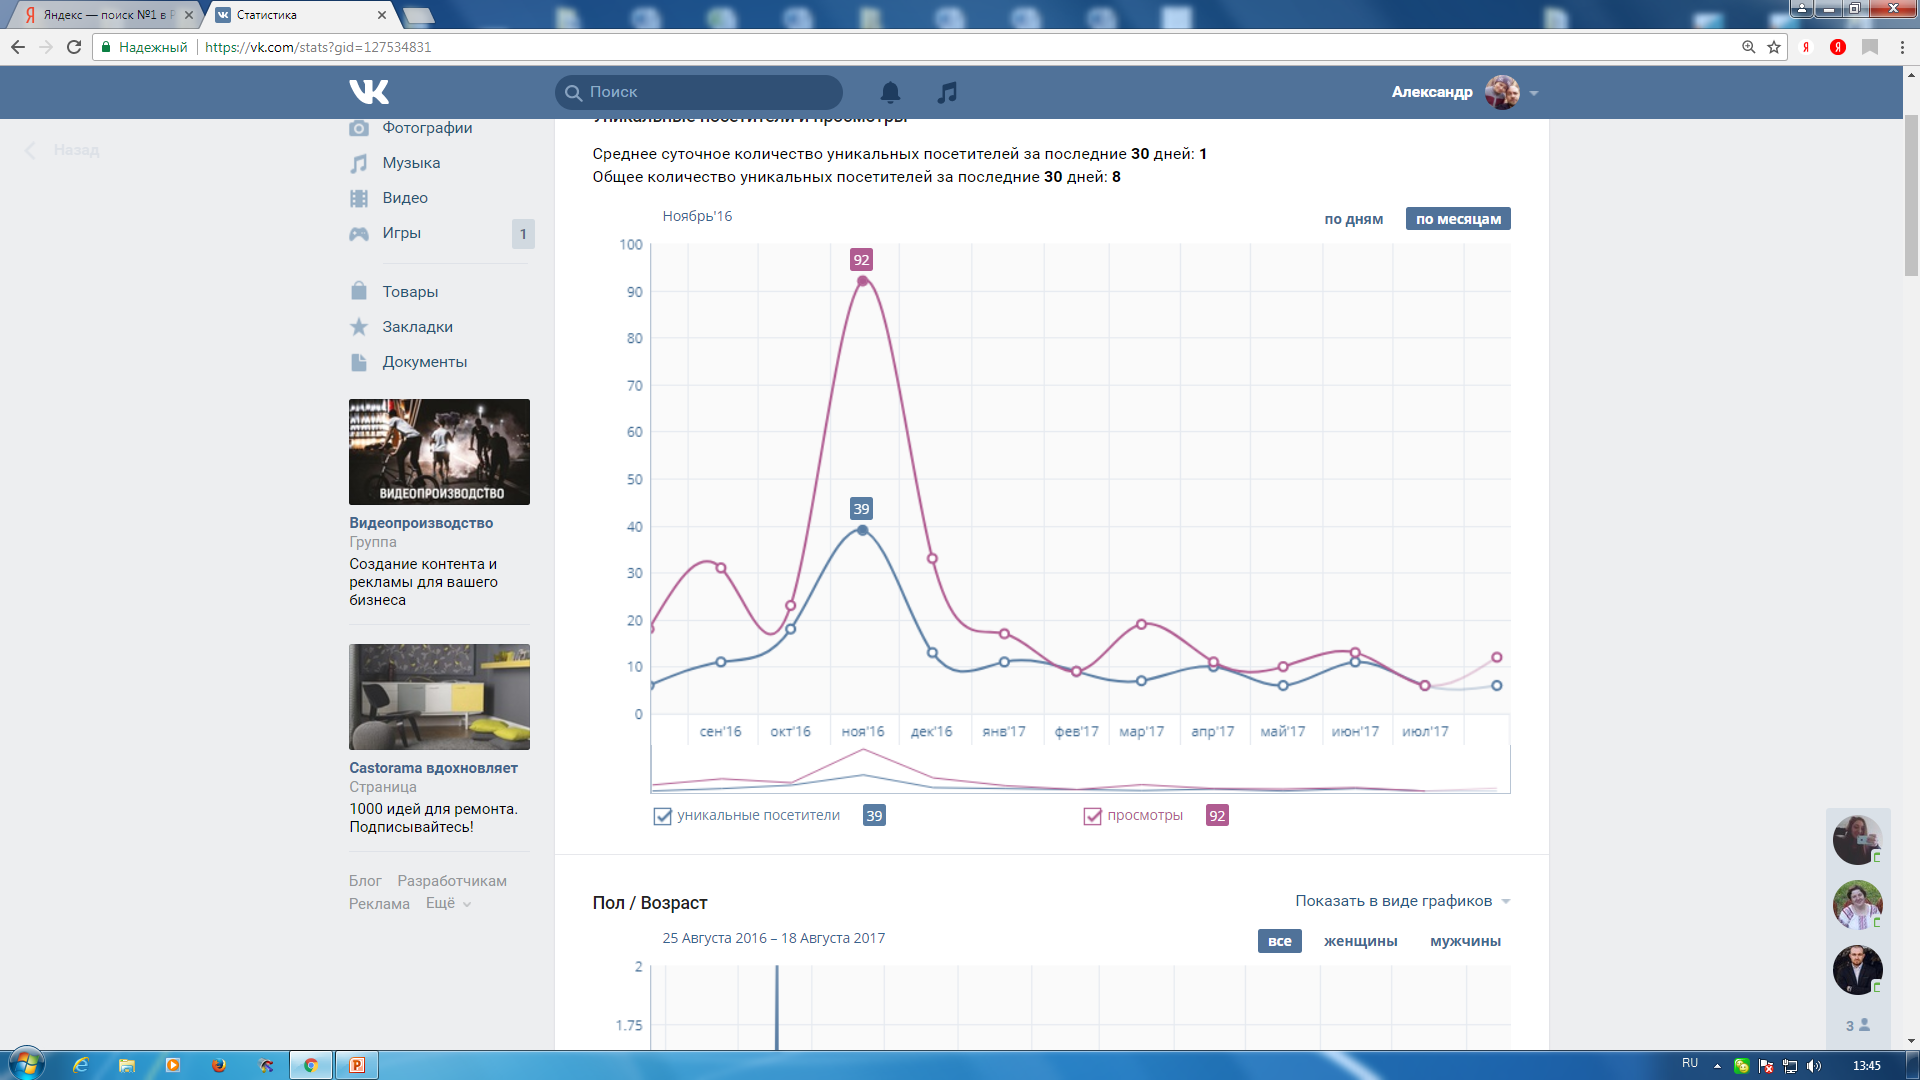 Яндекс — поиск №1 в Р
Статистика
Надежный
https://vk.com/stats?gid=127534831
Поиск
Александр
Назад
Фотографии
Музыка
Видео
Игры
1
Товары
Закладки
Документы
ВИДЕОПРОИЗВОДСТВО
Видеопроизводство
Группа
Создание контента и
рекламы для вашего
бизнеса
Castorama вдохновляет
Страница
1000 идей для ремонта.
Подписывайтесь!
Блог Разработчикам
Реклама Ещё
Уникальные посетители и просмотры
Среднее суточное количество уникальных посетителей за последние 30 дней: 1
Общее количество уникальных посетителей за последние 30 дней: 8
Ноябрь'16
по дням
по месяцам
100
90
80
70
60
50
40
30
20
10
0
92
39
сен'16 окт'16 ноя'16 дек'16 янв'17 фев'17 мар'17 апр'17 май'17 июн'17 июл'17
уникальные посетители 39
просмотры 92
Пол / Возраст
Показать в виде графиков
25 Августа 2016 – 18 Августа 2017
все женщины мужчины
2
1.75
3
RU
13:45